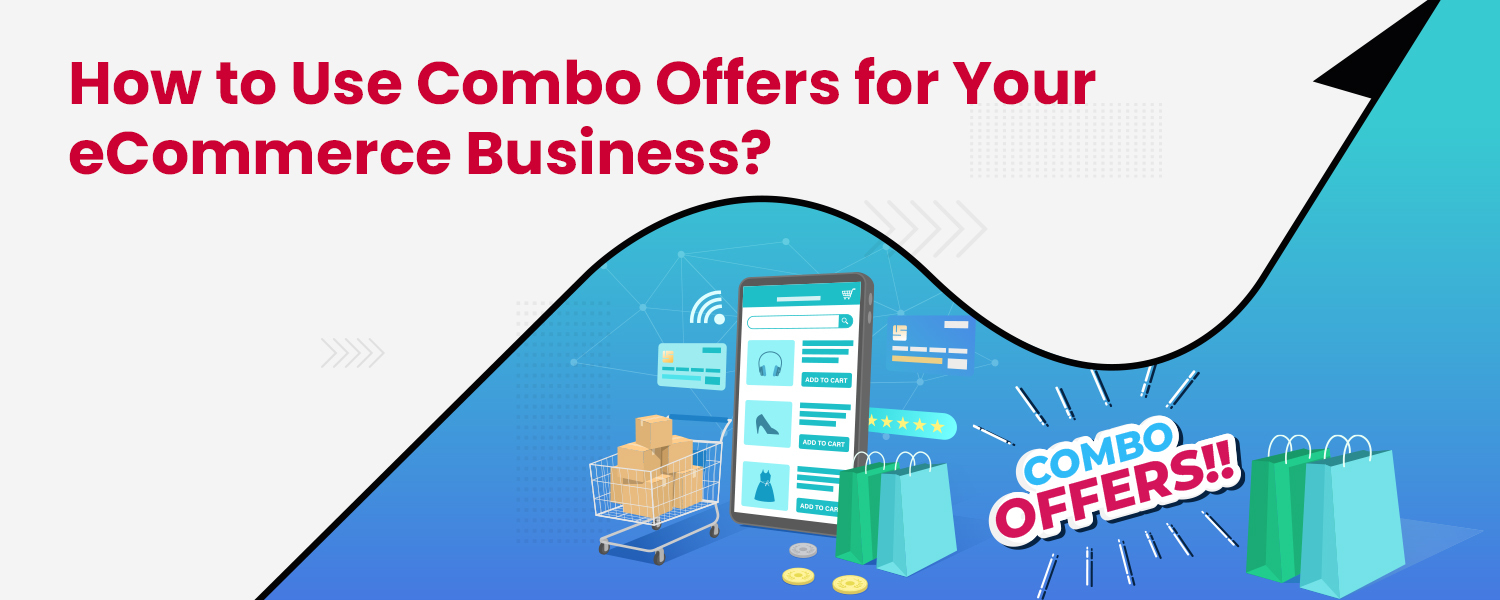 How to Use Combo Offers for Your
eCommerce Business?
ADD TO CART
ADD TO CART
ADD TO CAR
COMBO
OFFERS!!